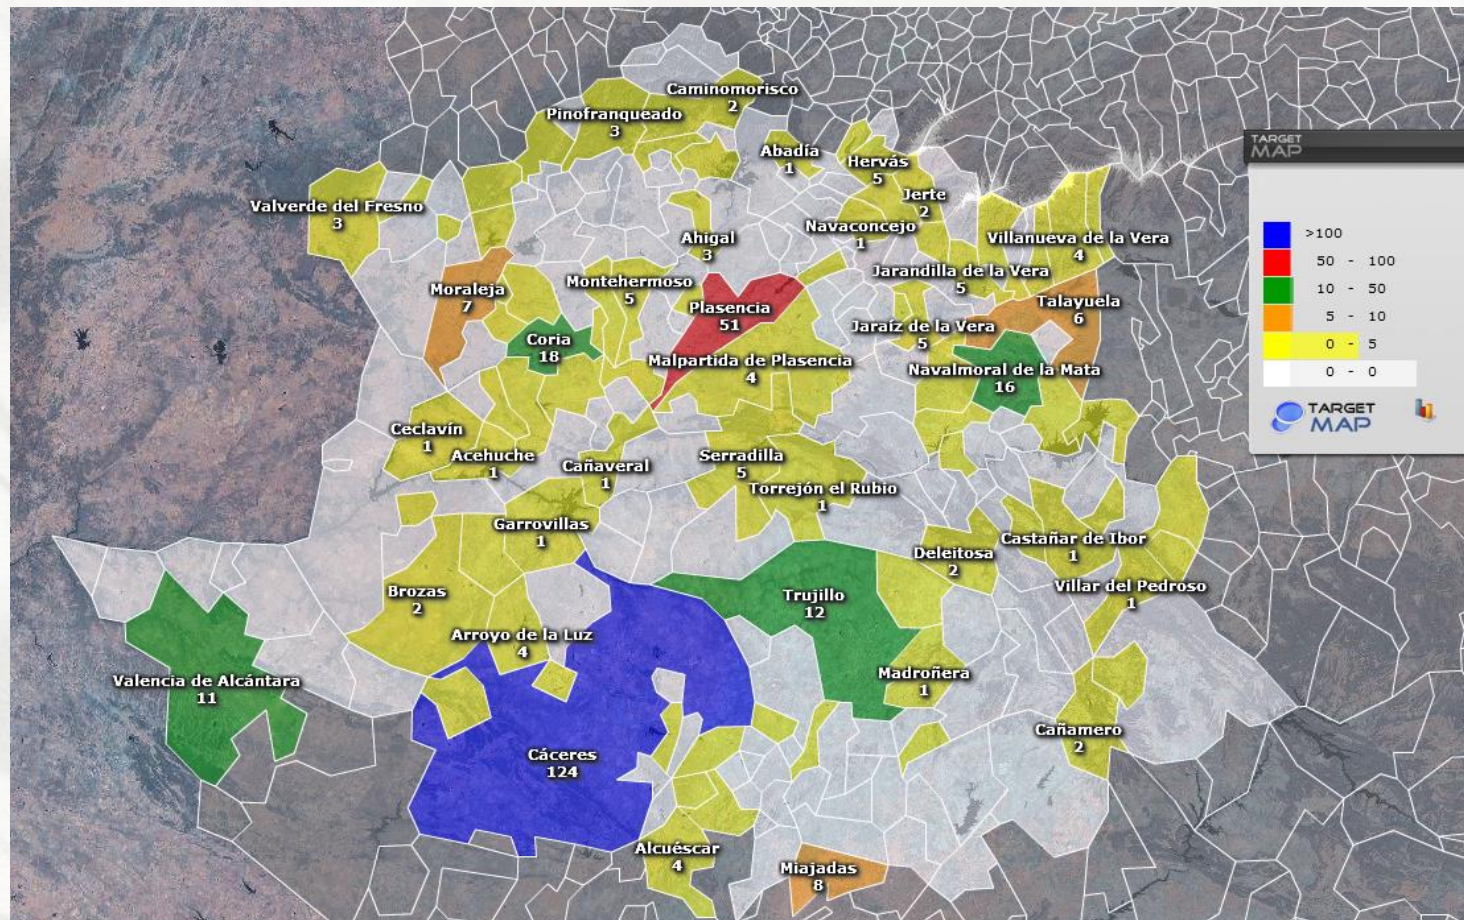 Caminomorisco
2
Pinofranqueado
3
Abadía
1
Hervás
5
Jerte
2
Valverde del Fresno
3
Navaconcejo
1
Ahigal
3
Villanueva de la Vera
4
Jarandilla de la Vera
5
Montehermoso
5
Moraleja
7
Plasencia
51
Talayuela
6
Coria
18
Jaraíz de la Vera
5
Malpartida de Plasencia
4
Navalmoral de la Mata
16
Ceclavín
1
Acehuche
1
Cañaveral
1
Serradilla
5
Torrejón el Rubio
1
Garrovillas
1
Castañar de Ibor
1
Deleitosa
2
Villar del Pedroso
1
Brozas
2
Trujillo
12
Arroyo de la Luz
4
Valencia de Alcántara
11
Madroñera
1
Cañamero
2
Cáceres
124
Alcuéscar
4
Miajadas
8
TARGET
MAP
>100
50 - 100
10 - 50
5 - 10
0 - 5
0 - 0
TARGET
MAP